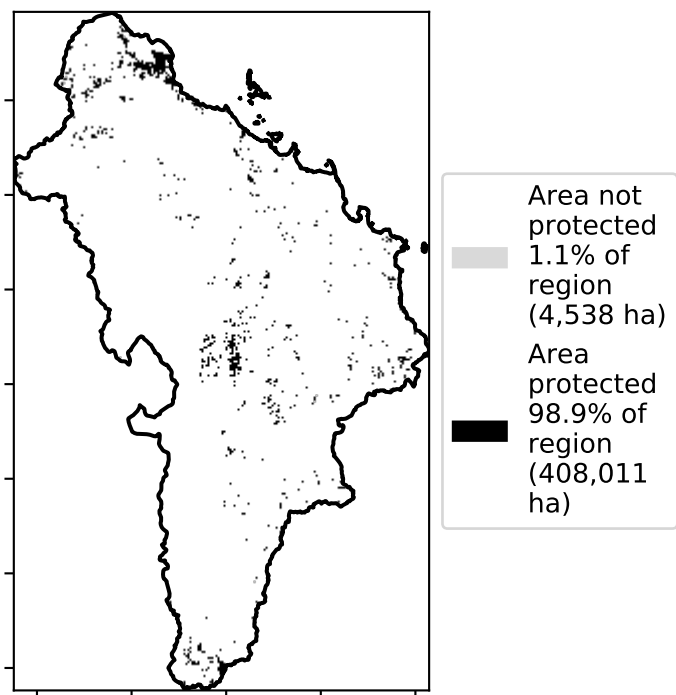 Area not
protected
1.1% of
region
(4,538 ha)
Area
protected
98.9% of
region
(408,011
ha)